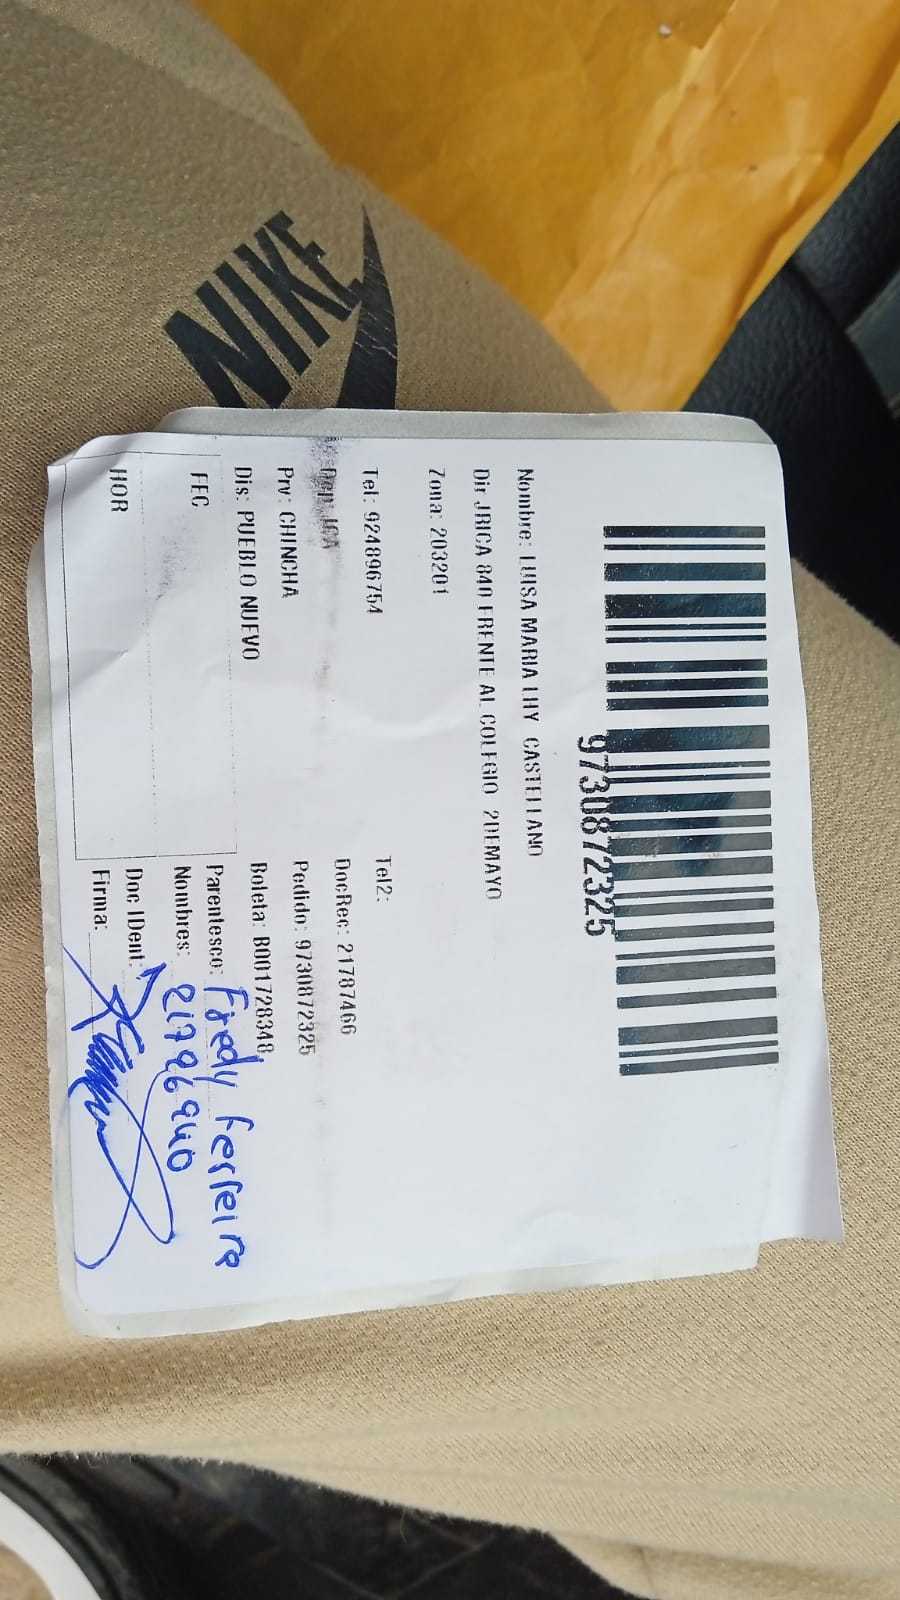 NIKE
9730872325
Nombre: LUISA MARIA LHY CASTELLANO
Dir JRICA 840 FRENTE AL COLEGIO 2DEMAYO
Zona: 203201
Tel: 924896754
Tel2:
Dep: ICA
DocRec: 21787466
Prv: CHINCHA
Pedido: 9730872325
Dis: PUEBLO NUEVO
Boleta: B001728348
FEC
Parentesco: Fredy Ferreira
Nombres: 21796940
HOR
Doc IDent:
Firma: